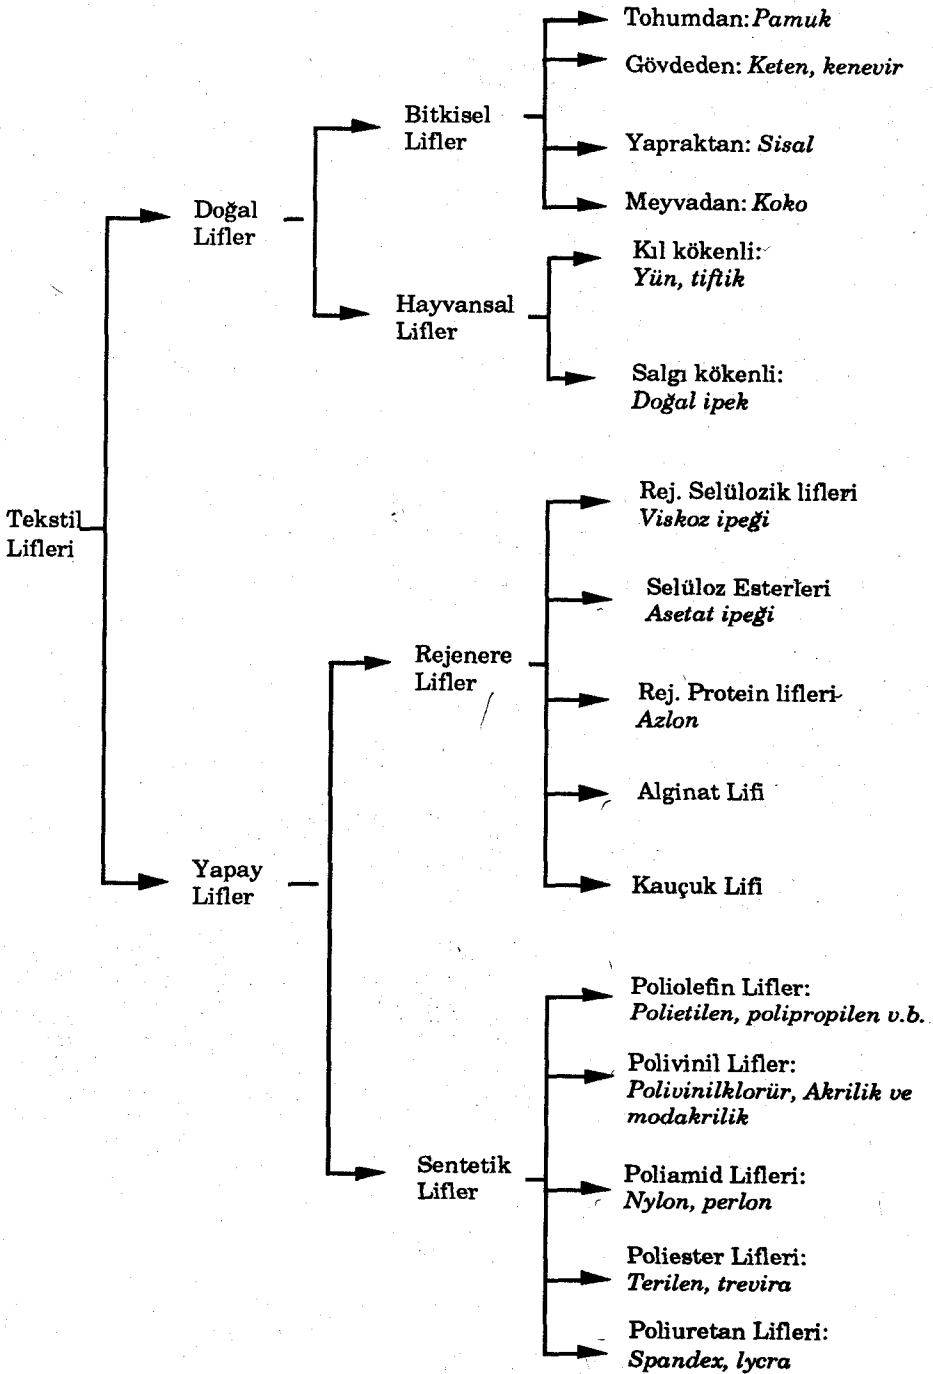 Tekstil
Lifleri
Doğal
Lifler
Bitkisel
Lifler
Tohumdan: Pamuk
Gövdeden: Keten, kenevir
Yapraktan: Sisal
Meyvadan: Koko
Hayvansal
Lifler
Kıl kökenli:
Yün, tiftik
Salgı kökenli:
Doğal ipek
Yapay
Lifler
Rejenere
Lifler
Rej. Selülozik lifleri
Viskoz ipeği
Selüloz Esterleri
Asetat ipeği
Rej. Protein lifleri
Azlon
Alginat Lifi
Kauçuk Lifi
Sentetik
Lifler
Poliolefin Lifler:
Polietilen, polipropilen v.b.
Polivinil Lifler:
Polivinilklorür, Akrilik ve
modakrilik
Poliamid Lifleri:
Nylon, perlon
Poliester Lifleri:
Terilen, trevira
Poliuretan Lifleri:
Spandex, lycra